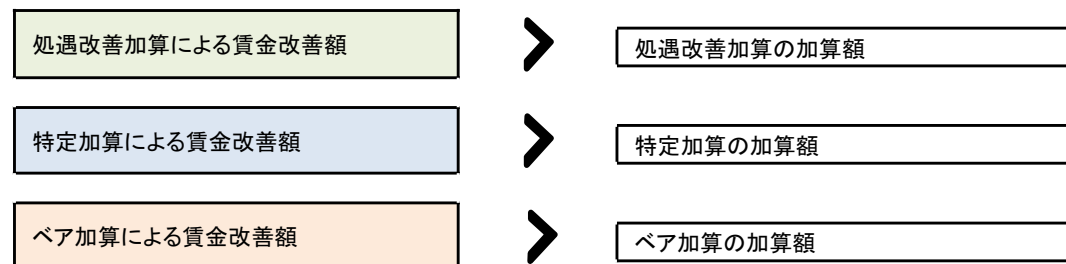 処遇改善加算による賃金改善額
処遇改善加算の加算額
特定加算による賃金改善額
特定加算の加算額
ベア加算による賃金改善額
ベア加算の加算額